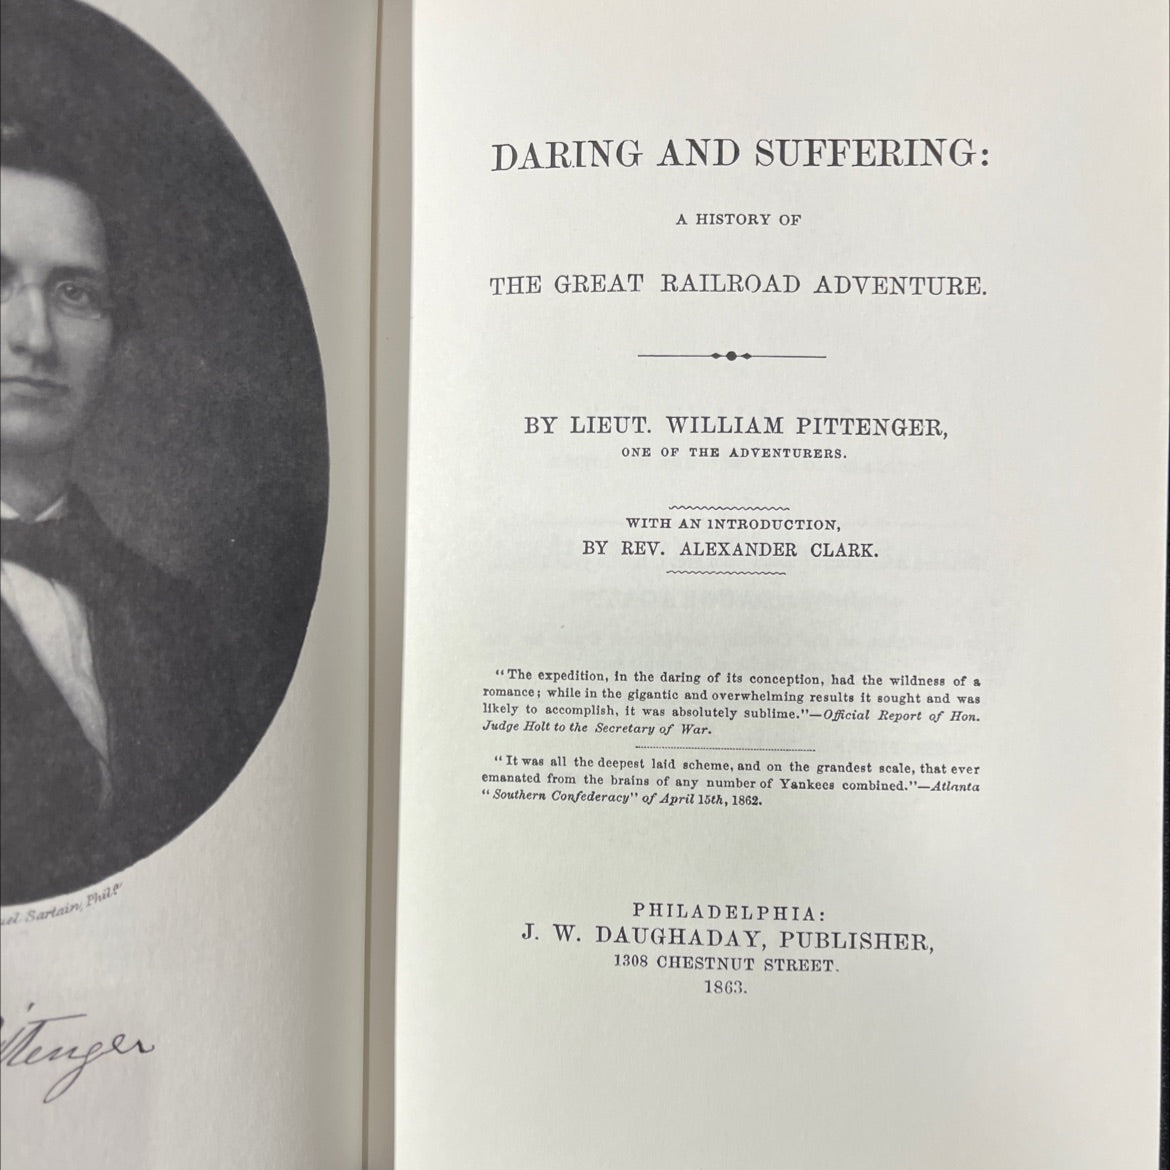 DARING AND SUFFERING:
A HISTORY OF
THE GREAT RAILROAD ADVENTURE.
BY LIEUT. WILLIAM PITTENGER,
ONE OF THE ADVENTURERS.
WITH AN INTRODUCTION,
BY REV. ALEXANDER CLARK.
"The expedition, in the daring of its conception, had the wildness of a
romance; while in the gigantic and overwhelming results it sought and was
likely to accomplish, it was absolutely sublime."—Official Report of Hon.
Judge Holt to the Secretary of War.
"It was all the deepest laid scheme, and on the grandest scale, that ever
emanated from the brains of any number of Yankees combined."—Atlanta
"Southern Confederacy" of April 15th, 1862.
PHILADELPHIA:
J. W. DAUGHADAY, PUBLISHER,
1308 CHESTNUT STREET.
1863.
Sartain, Phila